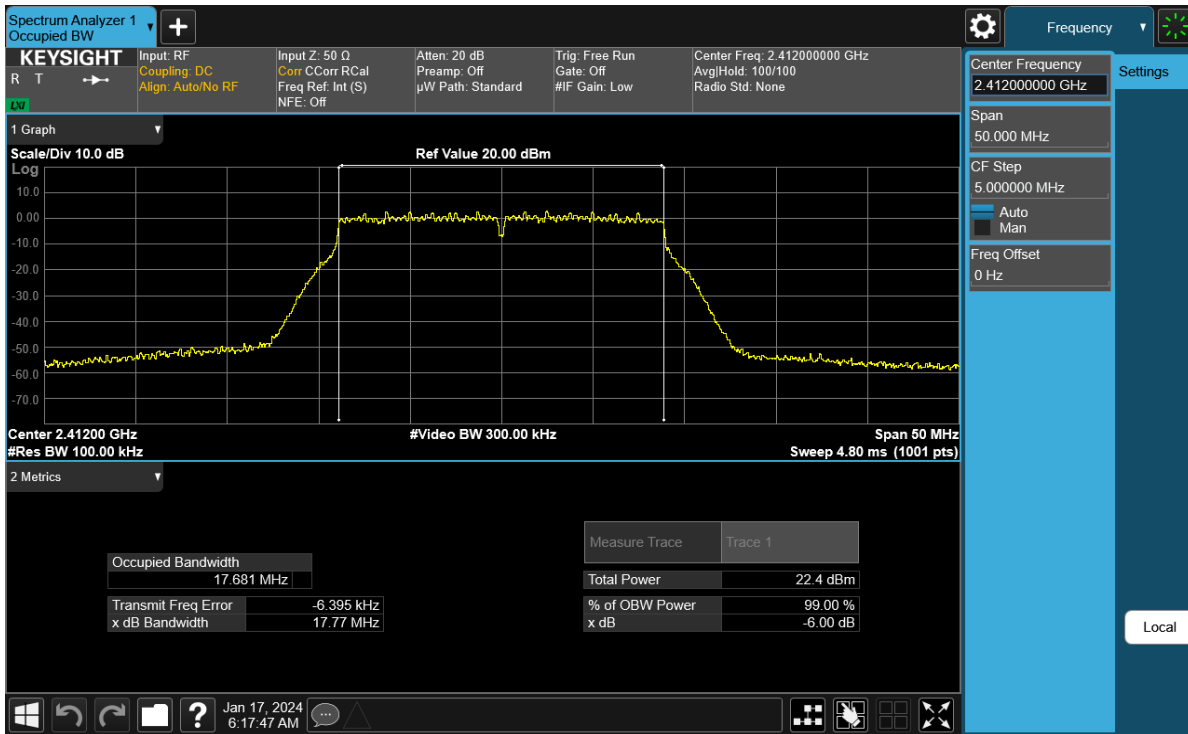 Spectrum Analyzer 1
Occupied BW
Frequency
KEYSIGHT
R T
LXI
Input: RF
Coupling: DC
Align: Auto/No RF
Input Z: 50 Ω
Corr CCorr RCal
Freq Ref: Int (S)
NFE: Off
Atten: 20 dB
Preamp: Off
µW Path: Standard
Trig: Free Run
Gate: Off
#IF Gain: Low
Center Freq: 2.412000000 GHz
Avg|Hold: 100/100
Radio Std: None
Center Frequency
2.412000000 GHz
Settings
Span
50.000 MHz
CF Step
5.000000 MHz
Auto
Man
Freq Offset
0 Hz
Local
1 Graph
Scale/Div 10.0 dB
Ref Value 20.00 dBm
Log
10.0
0.00
-10.0
-20.0
-30.0
-40.0
-50.0
-60.0
-70.0
Center 2.41200 GHz
#Video BW 300.00 kHz
Span 50 MHz
#Res BW 100.00 kHz
Sweep 4.80 ms (1001 pts)
2 Metrics
Occupied Bandwidth
17.681 MHz
Transmit Freq Error -6.395 kHz
x dB Bandwidth 17.77 MHz
Measure Trace Trace 1
Total Power 22.4 dBm
% of OBW Power 99.00 %
x dB -6.00 dB
?
Jan 17, 2024
6:17:47 AM